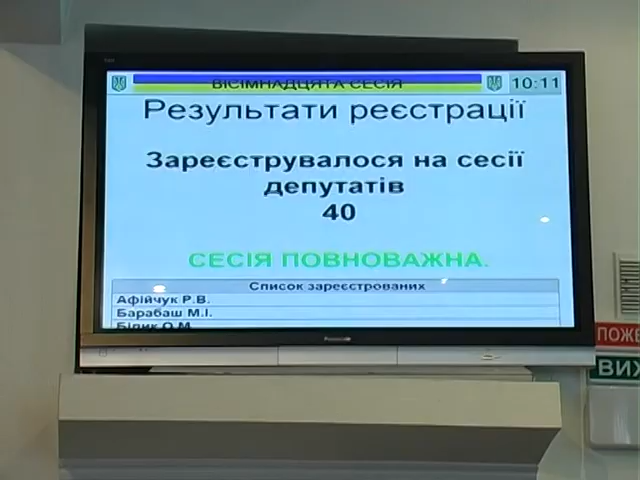 ВІСІМНАДЦЯТА СЕСІЯ 10:11
Результати реєстрації
Зареєструвалося на сесії
депутатів
40
СЕСІЯ ПОВНОВАЖНА.
Список зареєстрованих
Афійчук Р.В.
Барабаш М.І.
Білик О.М.
Panasonic
ПОЖЕ
ВИХ